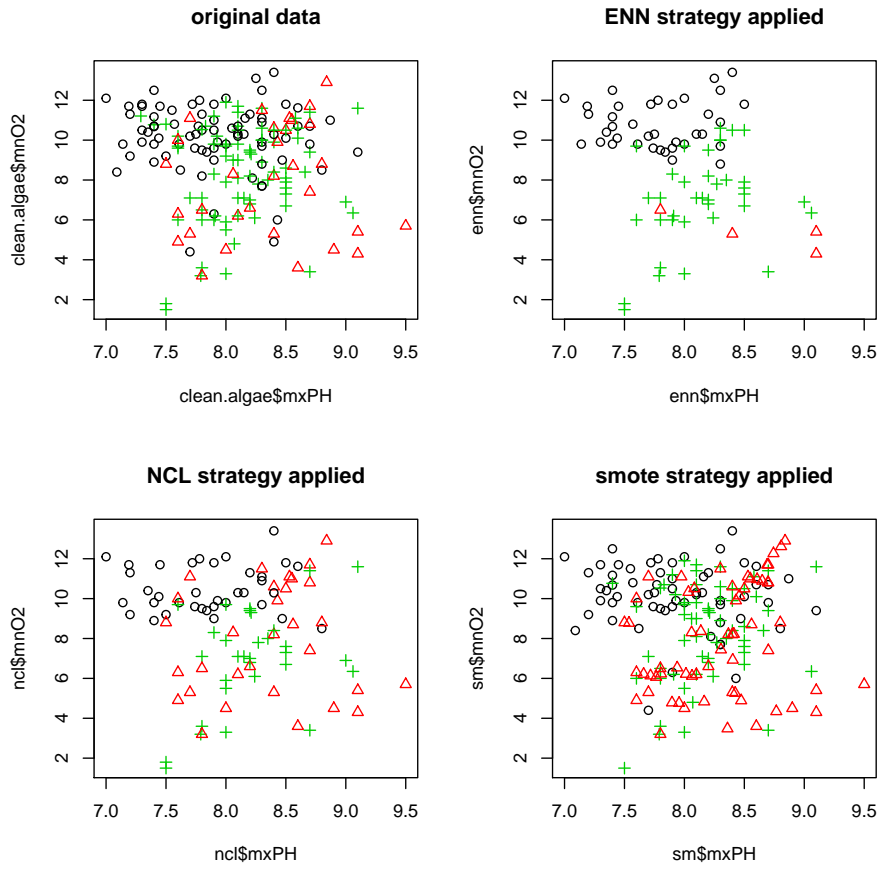 original data
clean.algae$mnO2
12
10
8
6
4
2
7.0 7.5 8.0 8.5 9.0 9.5
clean.algae$mxPH
ENN strategy applied
enn$mnO2
12
10
8
6
4
2
7.0 7.5 8.0 8.5 9.0 9.5
enn$mxPH
NCL strategy applied
ncl$mnO2
12
10
8
6
4
2
7.0 7.5 8.0 8.5 9.0 9.5
ncl$mxPH
smote strategy applied
sm$mnO2
12
10
8
6
4
2
7.0 7.5 8.0 8.5 9.0 9.5
sm$mxPH